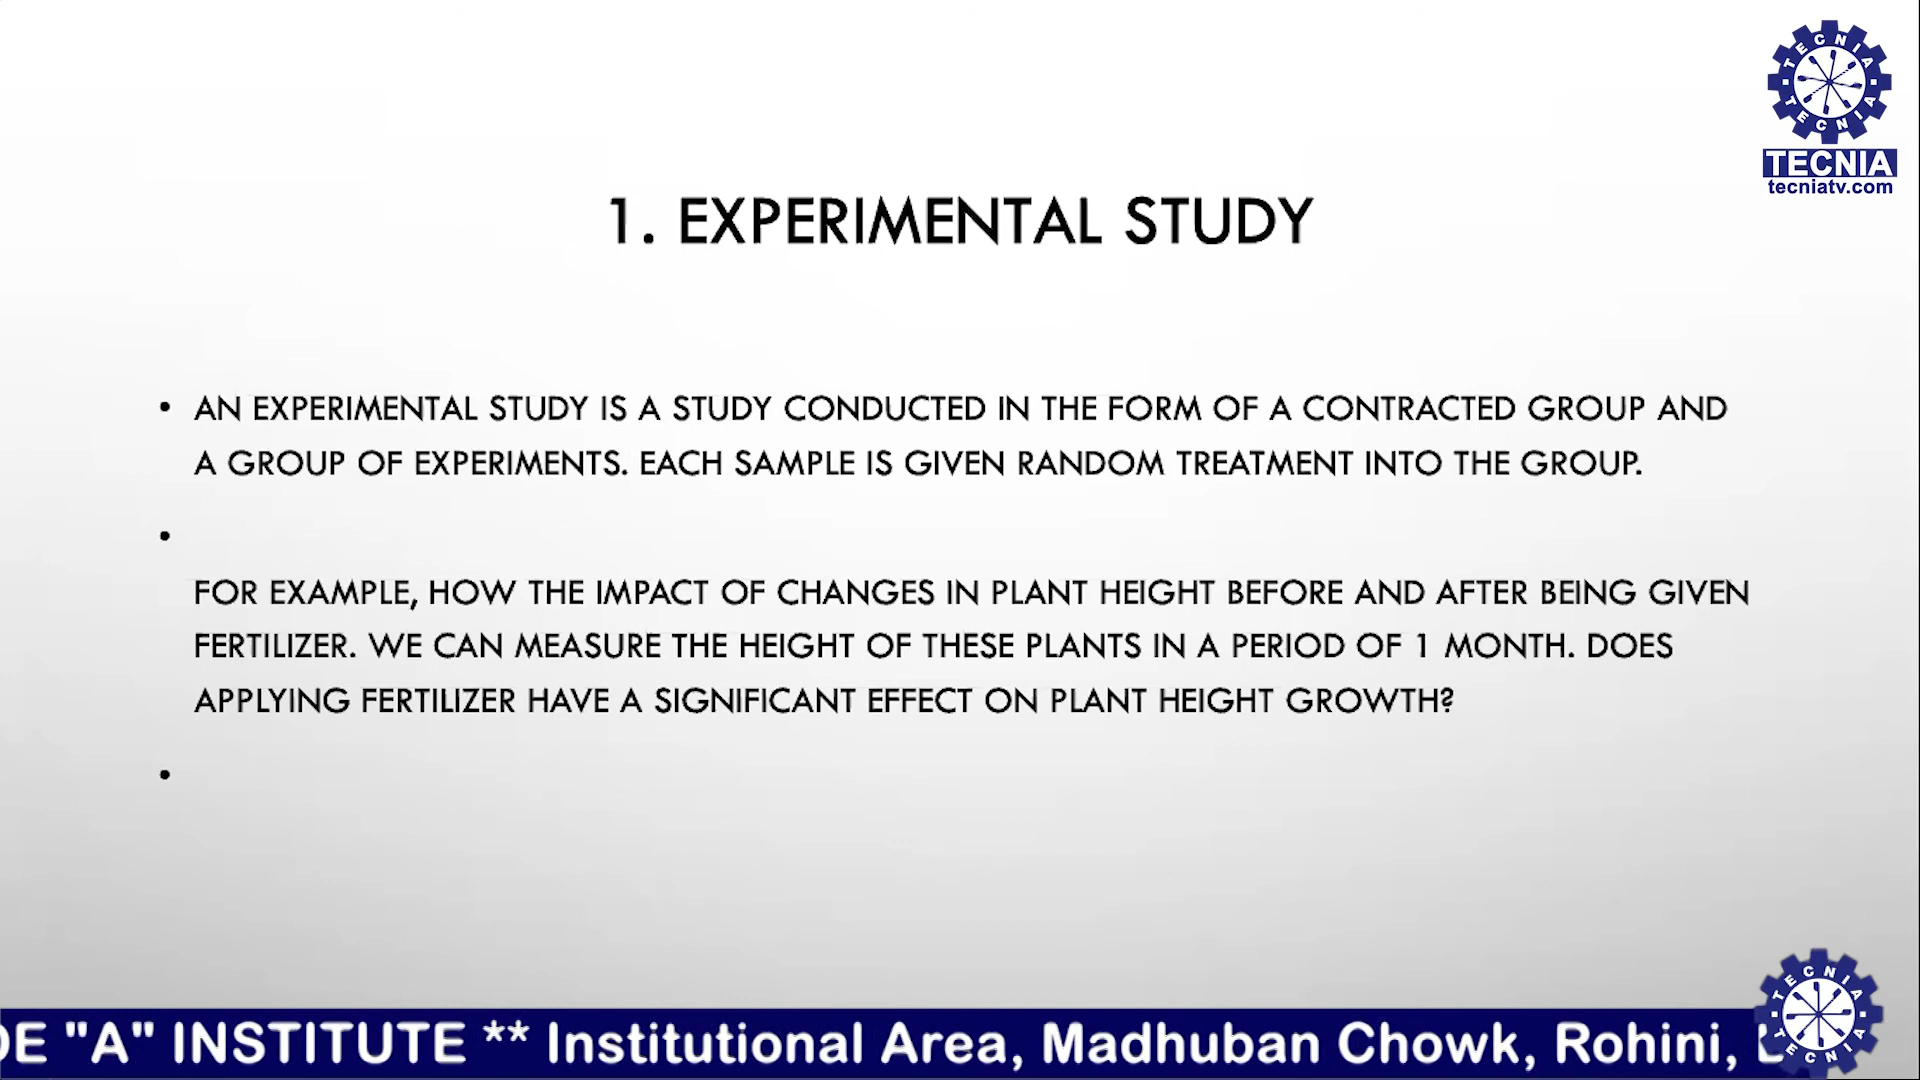 TECNIA
TECNIA
TECNIA
tecniatv.com
1. EXPERIMENTAL STUDY
• AN EXPERIMENTAL STUDY IS A STUDY CONDUCTED IN THE FORM OF A CONTRACTED GROUP AND
A GROUP OF EXPERIMENTS. EACH SAMPLE IS GIVEN RANDOM TREATMENT INTO THE GROUP.
•
FOR EXAMPLE, HOW THE IMPACT OF CHANGES IN PLANT HEIGHT BEFORE AND AFTER BEING GIVEN
FERTILIZER. WE CAN MEASURE THE HEIGHT OF THESE PLANTS IN A PERIOD OF 1 MONTH. DOES
APPLYING FERTILIZER HAVE A SIGNIFICANT EFFECT ON PLANT HEIGHT GROWTH?
•
"A" INSTITUTE ** Institutional Area, Madhuban Chowk, Rohini,
TECNIA
TECNIA